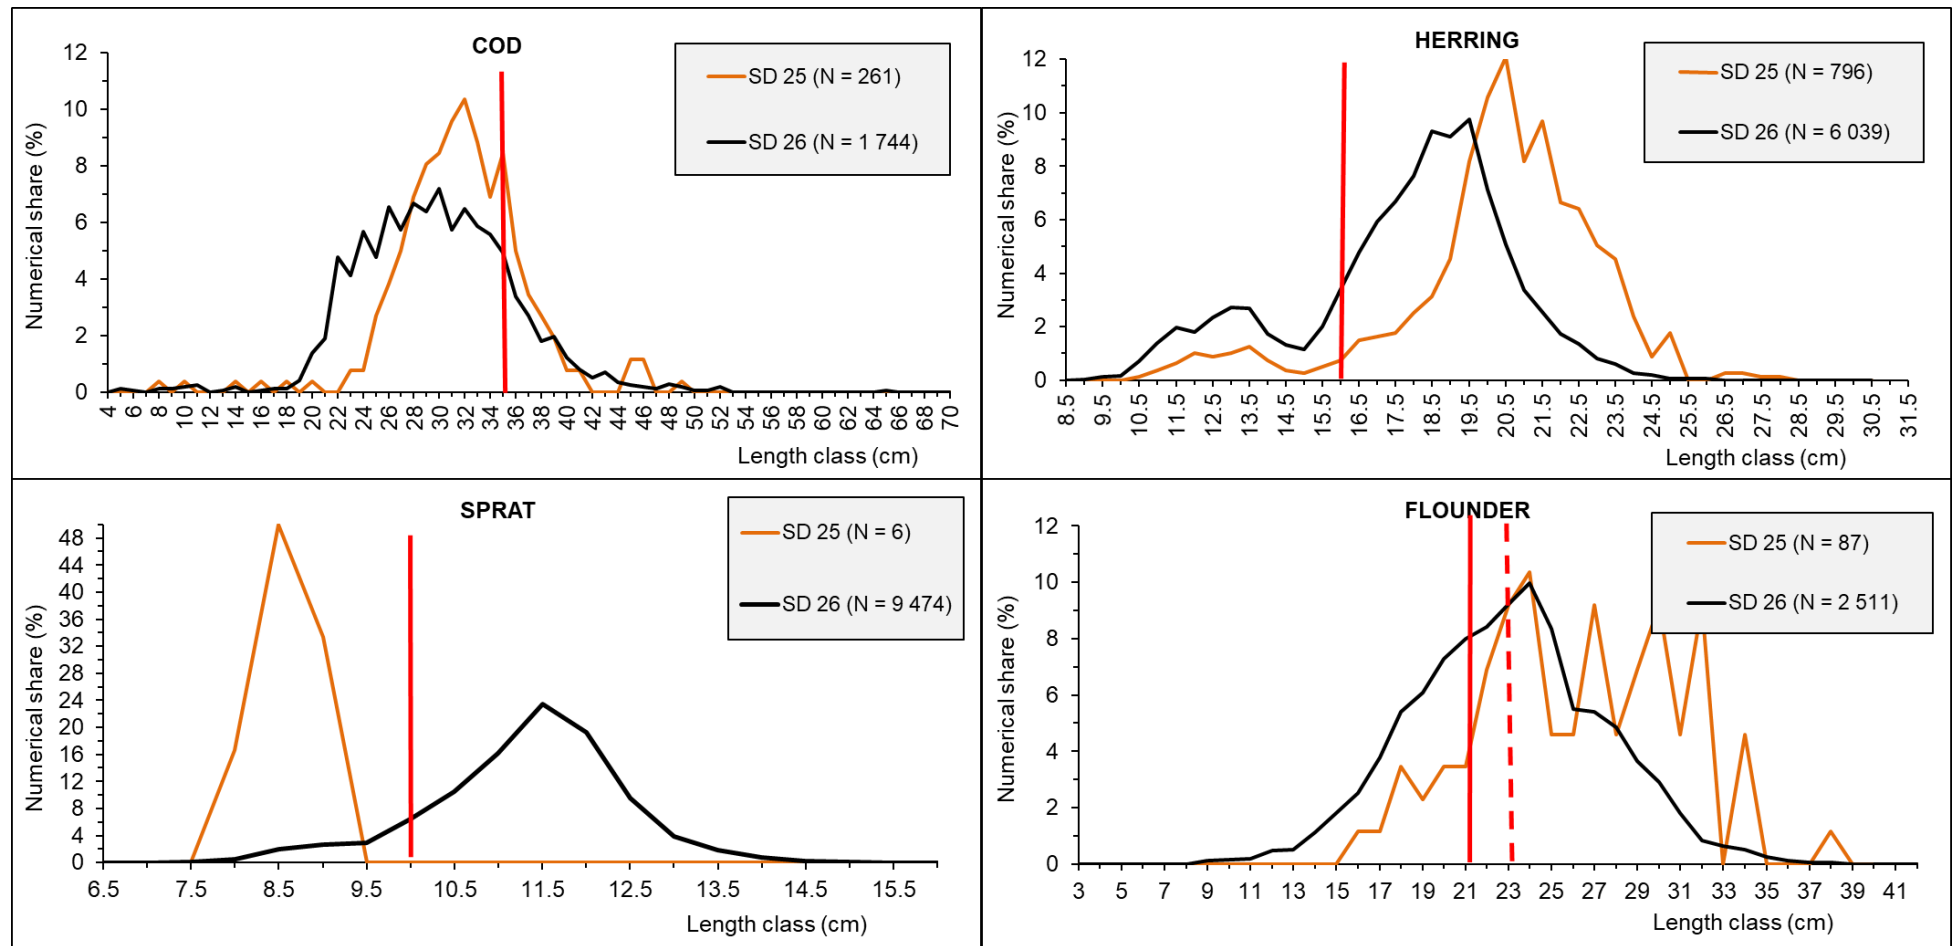 COD
12
10
8
6
4
2
0
Numerical share (%)
SD 25 (N = 261)
SD 26 (N = 1 744)
4 6 8 10 12 14 16 18 20 22 24 26 28 30 32 34 36 38 40 42 44 46 48 50 52 54 56 58 60 62 64 66 68 70
Length class (cm)
HERRING
12
10
8
6
4
2
0
Numerical share (%)
SD 25 (N = 796)
SD 26 (N = 6 039)
8.5 9.5 10.5 11.5 12.5 13.5 14.5 15.5 16.5 17.5 18.5 19.5 20.5 21.5 22.5 23.5 24.5 25.5 26.5 27.5 28.5 29.5 30.5 31.5
Length class (cm)
SPRAT
48
44
40
36
32
28
24
20
16
12
8
4
0
Numerical share (%)
SD 25 (N = 6)
SD 26 (N = 9 474)
6.5 7.5 8.5 9.5 10.5 11.5 12.5 13.5 14.5 15.5
Length class (cm)
FLOUNDER
12
10
8
6
4
2
0
Numerical share (%)
SD 25 (N = 87)
SD 26 (N = 2 511)
3 5 7 9 11 13 15 17 19 21 23 25 27 29 31 33 35 37 39 41
Length class (cm)